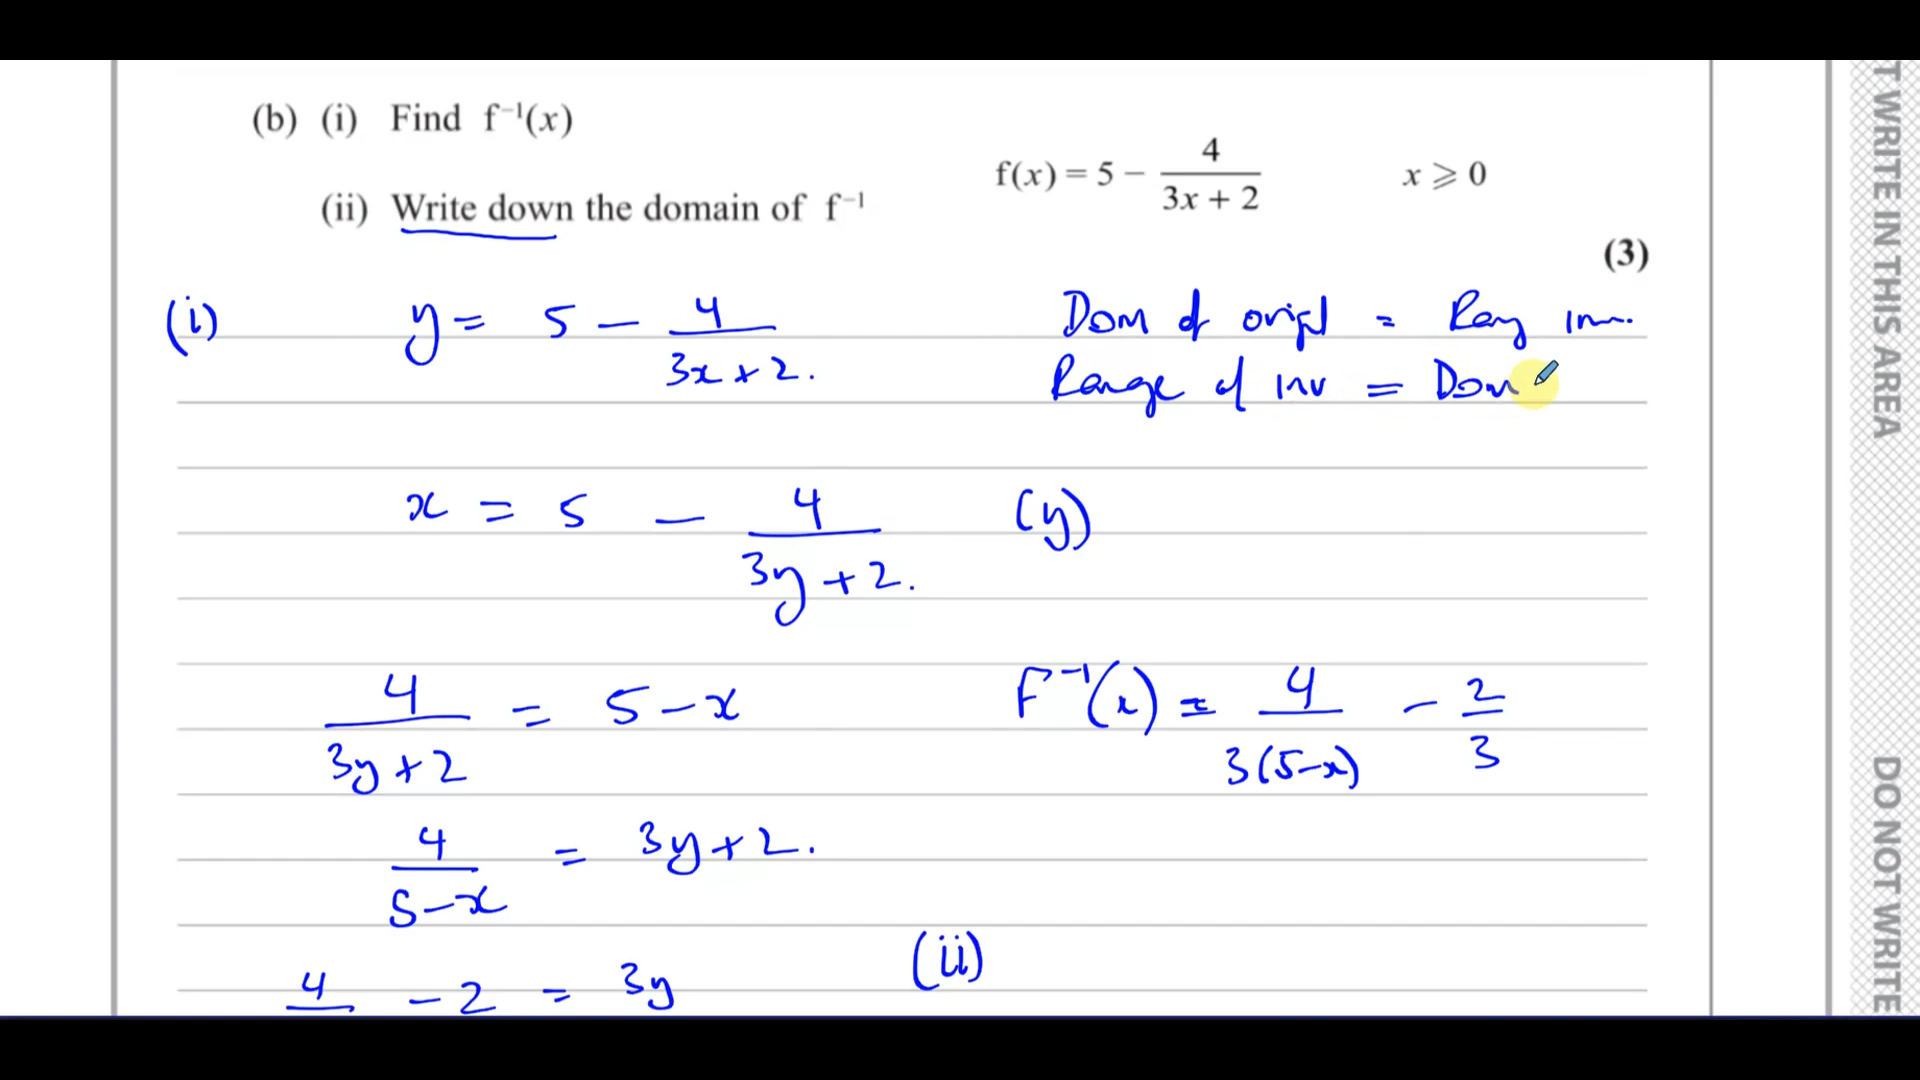 (b) (i) Find f⁻¹(x)
f(x) = 5 − 4/(3x + 2) x ⩾ 0
(ii) Write down the domain of f⁻¹
(3)
(i) y = 5 − 4/(3x + 2).
Dom of = Inv.
Range of inv = Dom
x = 5 − 4/(3y + 2). (y)
4/(3y + 2) = 5 − x
F⁻¹(x) = 4/(3(5−x)) − 2/3
4/(5−x) = 3y + 2.
(ii)
4 − 2 = 3y
T WRITE IN THIS AREA
DO NOT WRITE